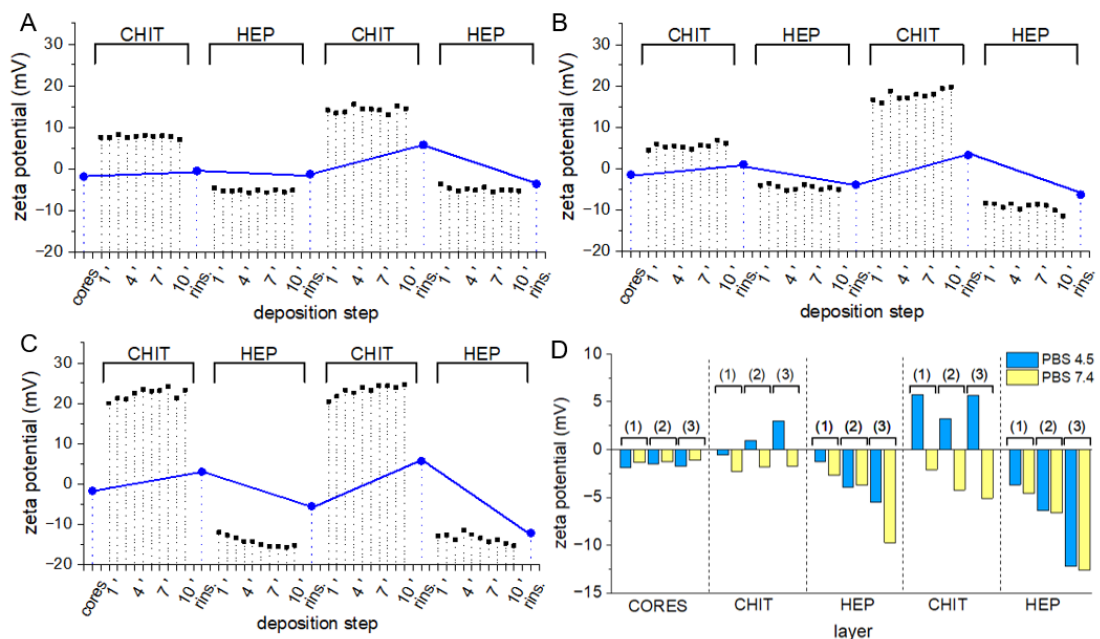 A
CHIT HEP CHIT HEP
zeta potential (mV)
30
20
10
0
−10
−20
cores 1' 4' 7' 10' rins. 1' 4' 7' 10' rins. 1' 4' 7' 10' rins. 1' 4' 7' 10' rins.
deposition step
B
CHIT HEP CHIT HEP
zeta potential (mV)
30
20
10
0
−10
−20
cores 1' 4' 7' 10' rins. 1' 4' 7' 10' rins. 1' 4' 7' 10' rins. 1' 4' 7' 10' rins.
deposition step
C
CHIT HEP CHIT HEP
zeta potential (mV)
30
20
10
0
−10
−20
cores 1' 4' 7' 10' rins. 1' 4' 7' 10' rins. 1' 4' 7' 10' rins. 1' 4' 7' 10' rins.
deposition step
D
PBS 4.5
PBS 7.4
zeta potential (mV)
10
5
0
−5
−10
−15
(1) (2) (3) (1) (2) (3) (1) (2) (3) (1) (2) (3) (1) (2) (3)
CORES CHIT HEP CHIT HEP
layer